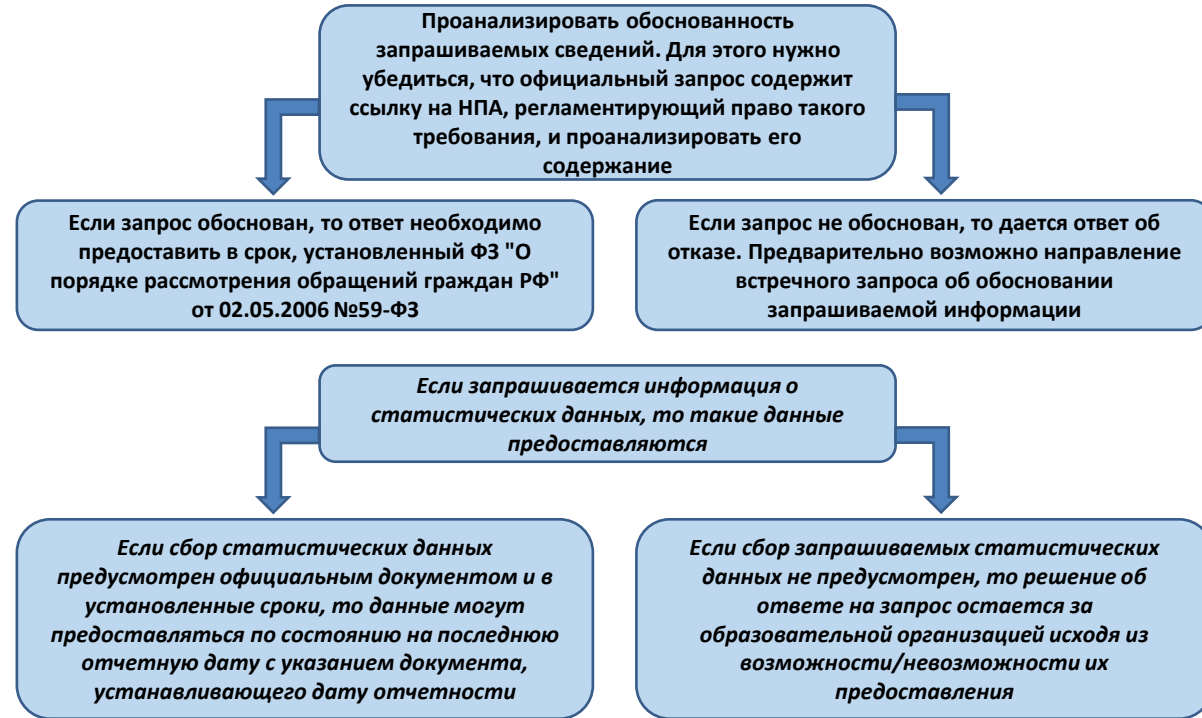 Проанализировать обоснованность
запрашиваемых сведений. Для этого нужно
убедиться, что официальный запрос содержит
ссылку на НПА, регламентирующий право такого
требования, и проанализировать его
содержание
Если запрос обоснован, то ответ необходимо
предоставить в срок, установленный ФЗ "О
порядке рассмотрения обращений граждан РФ"
от 02.05.2006 №59-ФЗ
Если запрос не обоснован, то дается ответ об
отказе. Предварительно возможно направление
встречного запроса об обосновании
запрашиваемой информации
Если запрашивается информация о
статистических данных, то такие данные
предоставляются
Если сбор статистических данных
предусмотрен официальным документом и в
установленные сроки, то данные могут
предоставляться по состоянию на последнюю
отчетную дату с указанием документа,
устанавливающего дату отчетности
Если сбор запрашиваемых статистических
данных не предусмотрен, то решение об
ответе на запрос остается за
образовательной организацией исходя из
возможности/невозможности их
предоставления